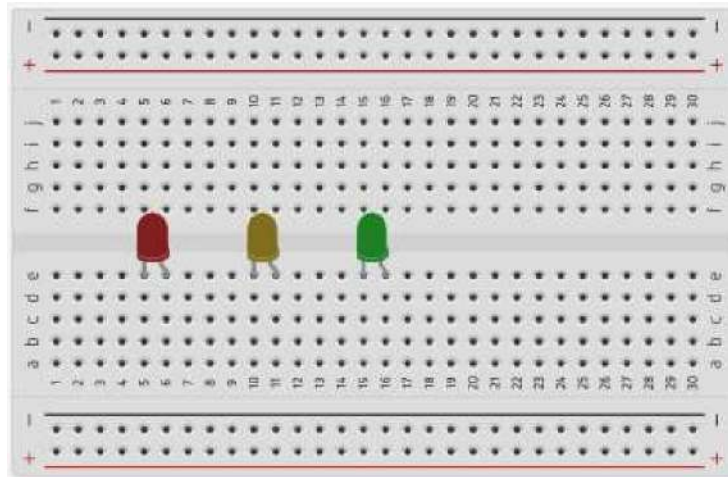 − −
+ +
1 2 3 4 5 6 7 8 9 10 11 12 13 14 15 16 17 18 19 20 21 22 23 24 25 26 27 28 29 30
j j
i i
h h
g g
f f
e e
d d
c c
b b
a a
1 2 3 4 5 6 7 8 9 10 11 12 13 14 15 16 17 18 19 20 21 22 23 24 25 26 27 28 29 30
− −
+ +